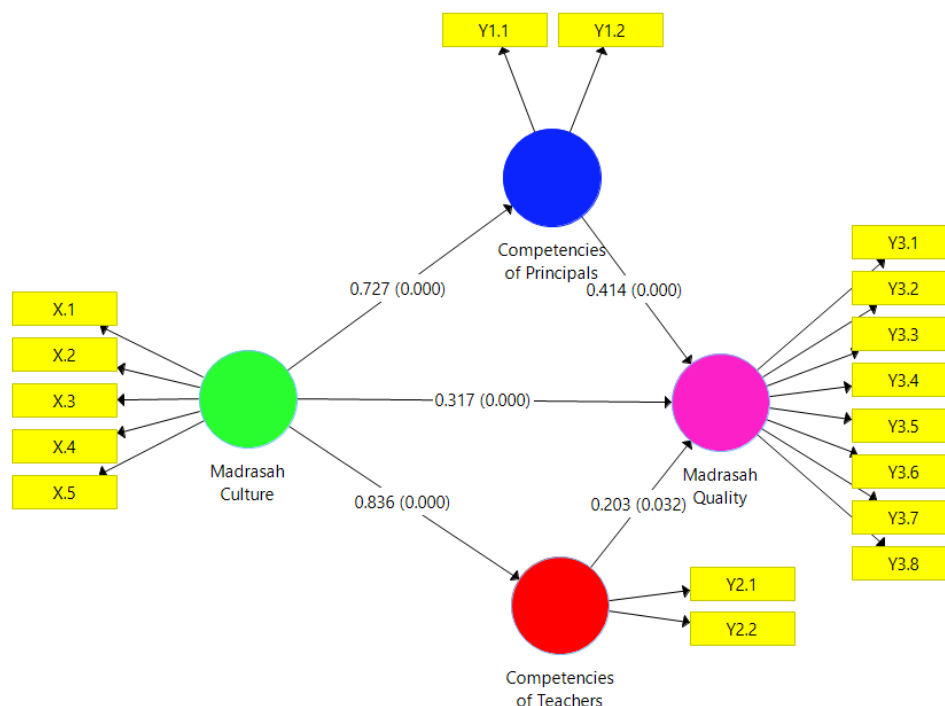 Y1.1
Y1.2
Competencies
of Principals
Y3.1
Y3.2
Y3.3
Y3.4
Y3.5
Y3.6
Y3.7
Y3.8
0.727 (0.000)
0.414 (0.000)
X.1
X.2
X.3
X.4
X.5
0.317 (0.000)
Madrasah
Culture
Madrasah
Quality
0.836 (0.000)
0.203 (0.032)
Y2.1
Y2.2
Competencies
of Teachers